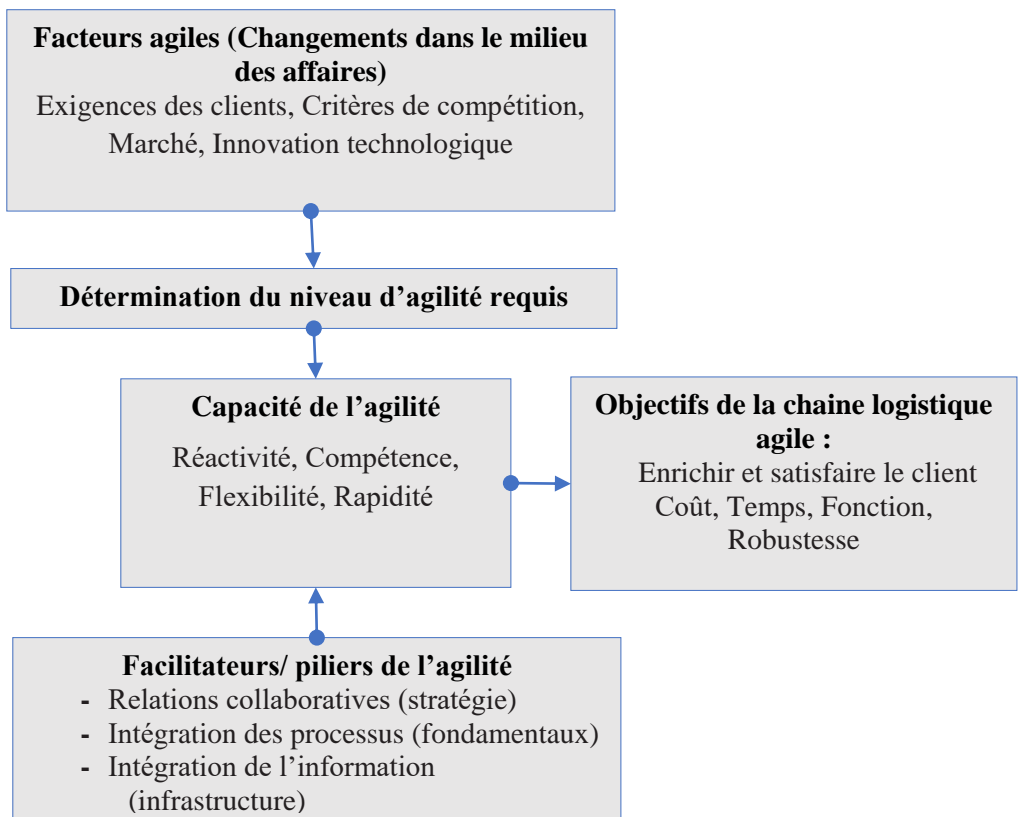 Facteurs agiles (Changements dans le milieu
des affaires)
Exigences des clients, Critères de compétition,
Marché, Innovation technologique
Détermination du niveau d’agilité requis
Capacité de l’agilité
Réactivité, Compétence,
Flexibilité, Rapidité
Objectifs de la chaine logistique
agile :
Enrichir et satisfaire le client
Coût, Temps, Fonction,
Robustesse
Facilitateurs/ piliers de l’agilité
- Relations collaboratives (stratégie)
- Intégration des processus (fondamentaux)
- Intégration de l’information
(infrastructure)